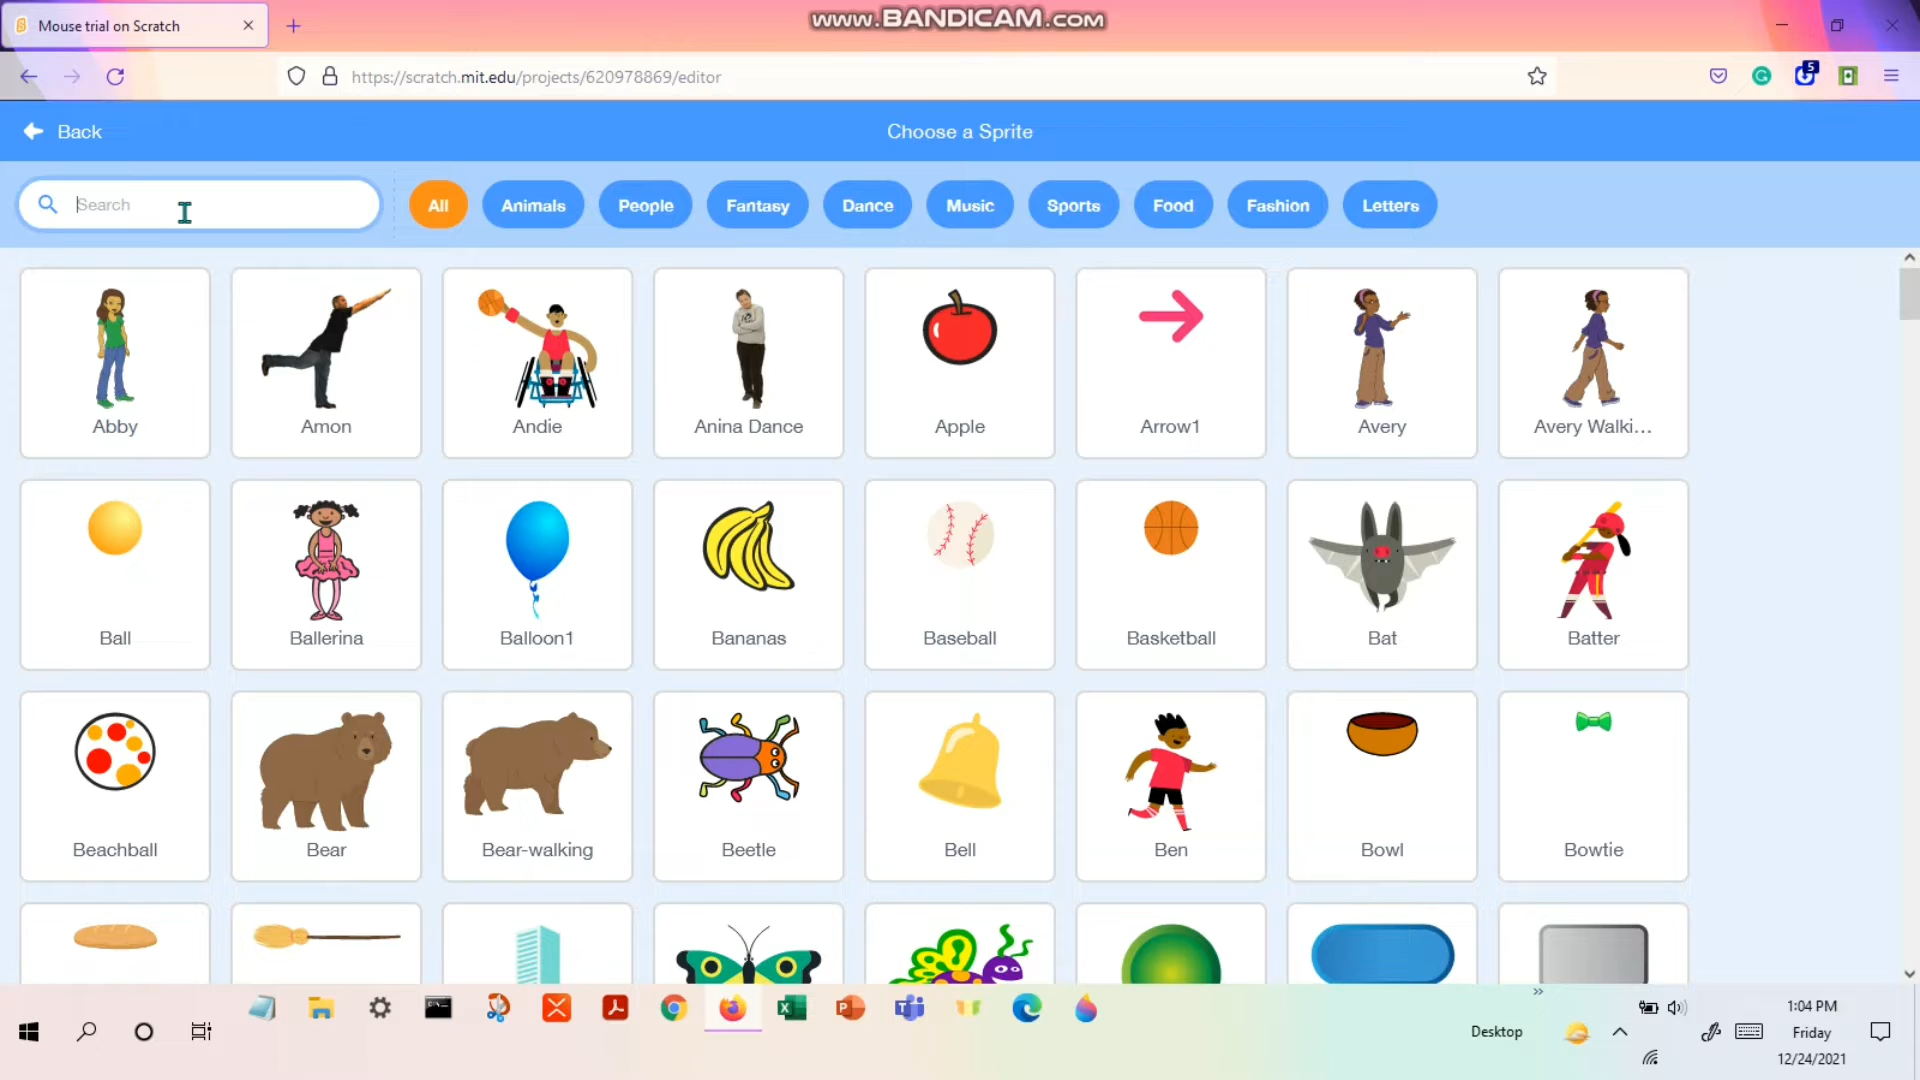 Mouse trial on Scratch
www.BANDICAM.com
https://scratch.mit.edu/projects/620978869/editor
5
Back
Choose a Sprite
Search
All
Animals
People
Fantasy
Dance
Music
Sports
Food
Fashion
Letters
Abby
Amon
Andie
Anina Dance
Apple
Arrow1
Avery
Avery Walki...
Ball
Ballerina
Balloon1
Bananas
Baseball
Basketball
Bat
Batter
Beachball
Bear
Bear-walking
Beetle
Bell
Ben
Bowl
Bowtie
Desktop
1:04 PM
Friday
12/24/2021